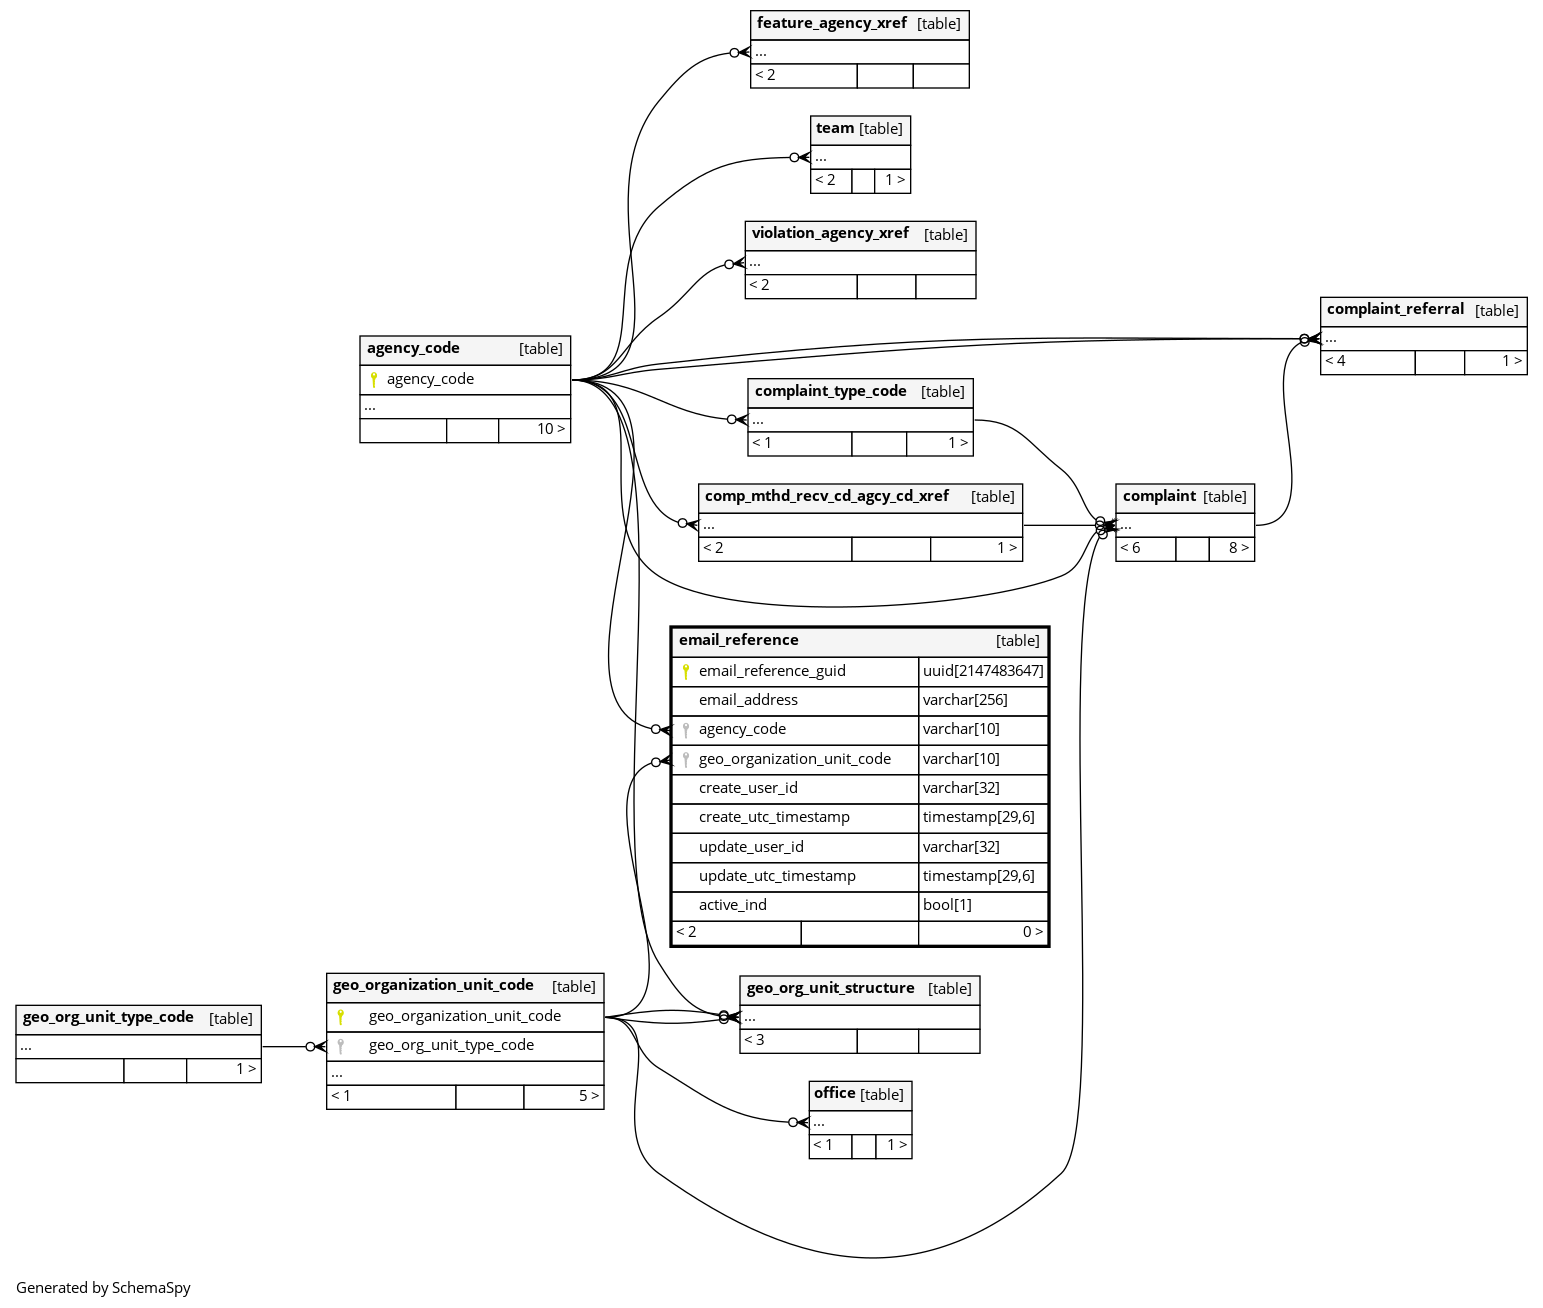 feature_agency_xref [table]
...
< 2
team [table]
...
< 2 1 >
violation_agency_xref [table]
...
< 2
complaint_referral [table]
...
< 4 1 >
agency_code [table]
agency_code
...
10 >
complaint_type_code [table]
...
< 1 1 >
comp_mthd_recv_cd_agcy_cd_xref [table]
...
< 2 1 >
complaint [table]
...
< 6 8 >
email_reference [table]
email_reference_guid uuid[2147483647]
email_address varchar[256]
agency_code varchar[10]
geo_organization_unit_code varchar[10]
create_user_id varchar[32]
create_utc_timestamp timestamp[29,6]
update_user_id varchar[32]
update_utc_timestamp timestamp[29,6]
active_ind bool[1]
< 2 0 >
geo_org_unit_type_code [table]
...
1 >
geo_organization_unit_code [table]
geo_organization_unit_code
geo_org_unit_type_code
...
< 1 5 >
geo_org_unit_structure [table]
...
< 3
office [table]
...
< 1 1 >
Generated by SchemaSpy